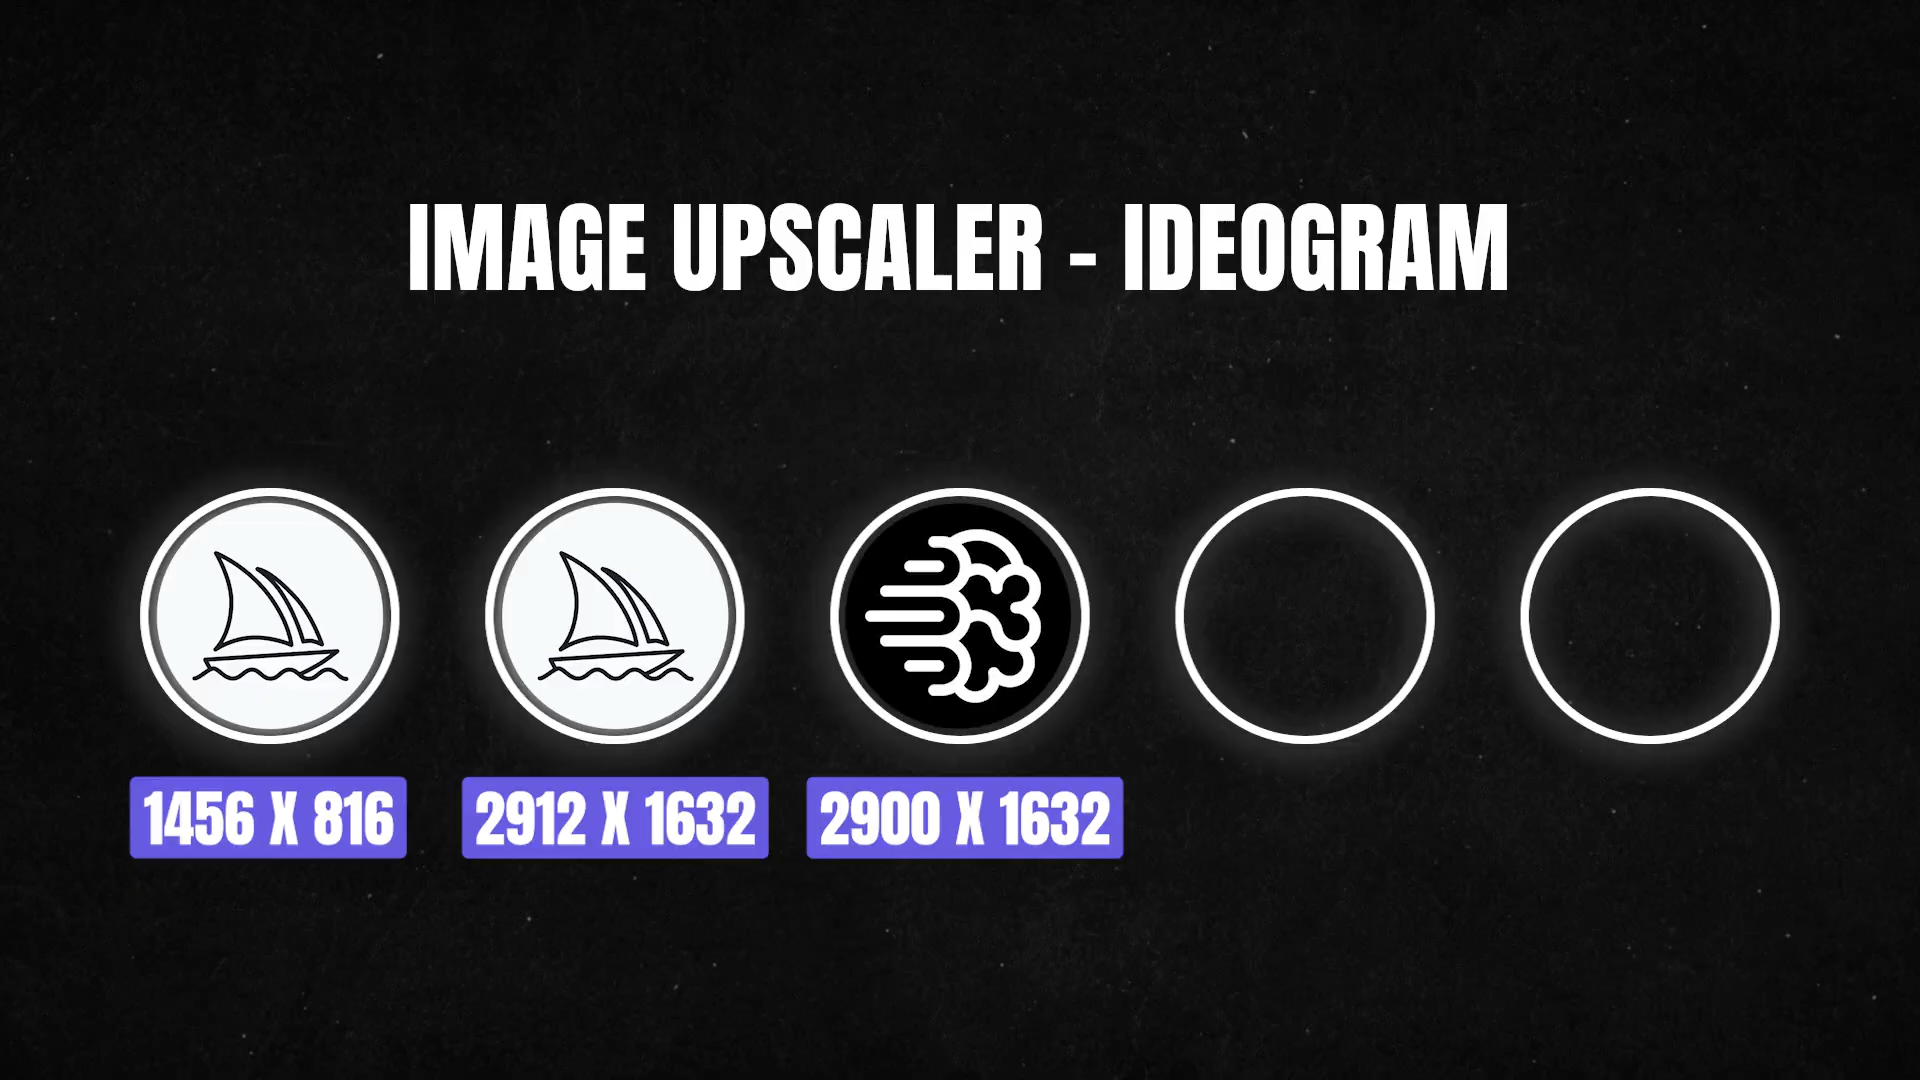 IMAGE UPSCALER - IDEOGRAM
1456 X 816
2912 X 1632
2900 X 1632